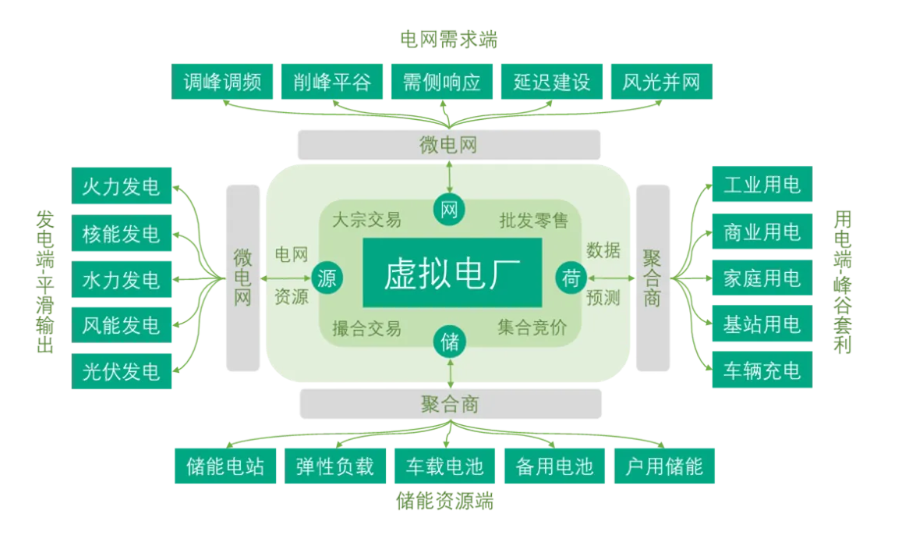 电网需求端
调峰调频
削峰平谷
需侧响应
延迟建设
风光并网
微电网
发电端-平滑输出
火力发电
核能发电
水力发电
风能发电
光伏发电
微电网
电网
资源
源
网
大宗交易
批发零售
虚拟电厂
撮合交易
集合竞价
储
荷
数据
预测
聚合商
工业用电
商业用电
家庭用电
基站用电
车辆充电
用电端-峰谷套利
聚合商
储能电站
弹性负载
车载电池
备用电池
户用储能
储能资源端